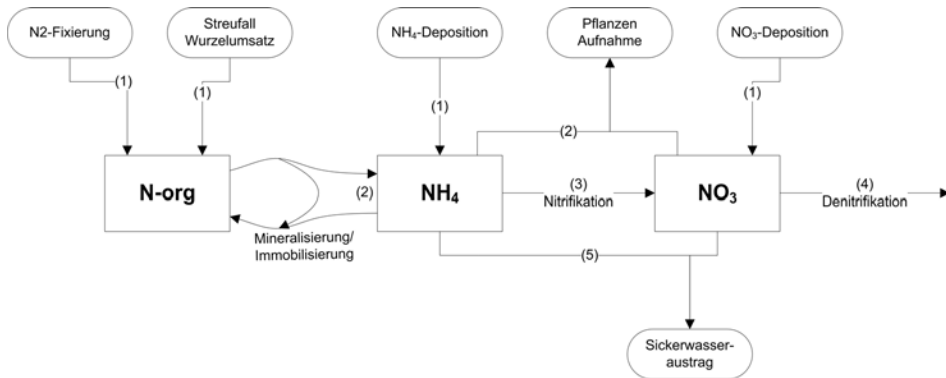 N2-Fixierung
Streufall
Wurzelumsatz
NH₄-Deposition
Pflanzen
Aufnahme
NO₃-Deposition
(1)
(1)
(1)
(1)
(2)
N-org
(2)
NH₄
(3)
Nitrifikation
NO₃
(4)
Denitrifikation
Mineralisierung/
Immobilisierung
(5)
Sickerwasser-
austrag